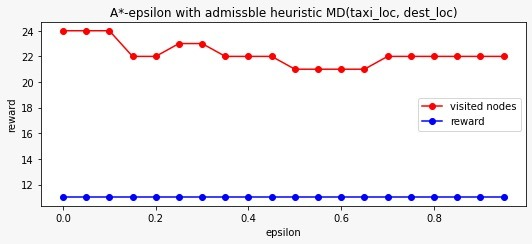 A*-epsilon with admissble heuristic MD(taxi_loc, dest_loc)
24
22
20
18
16
14
12
reward
visited nodes
reward
0.0 0.2 0.4 0.6 0.8
epsilon